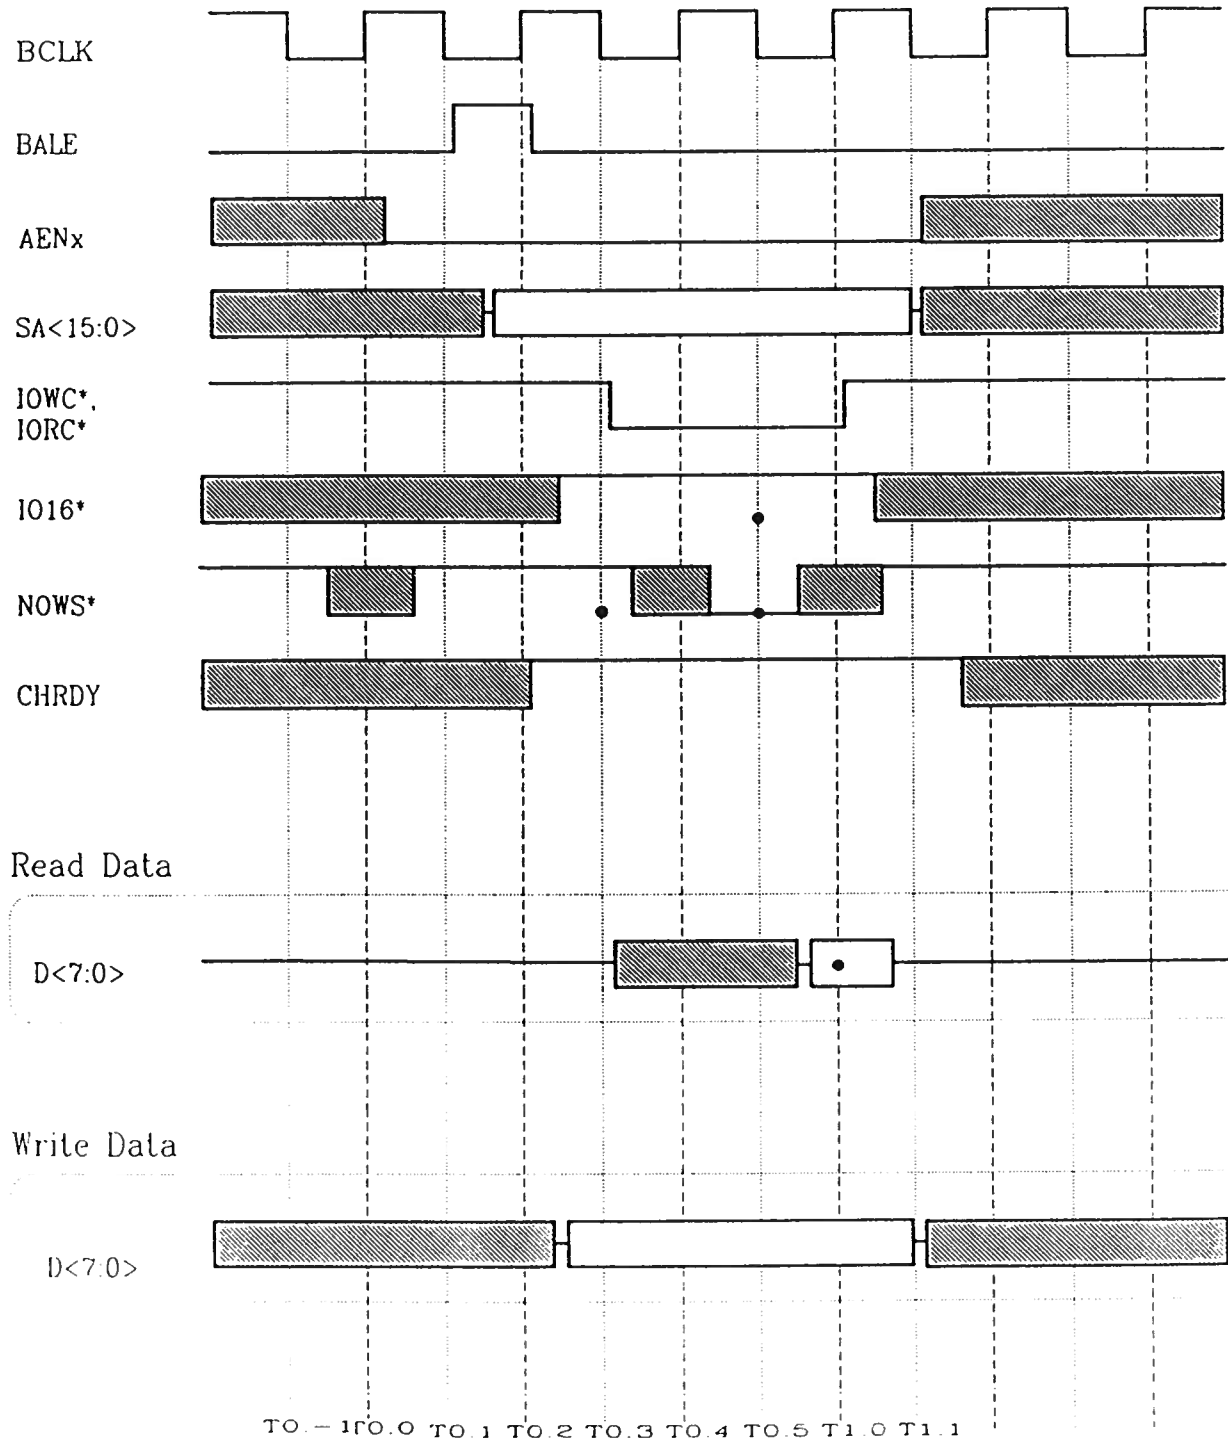 BCLK
BALE
AENx
SA<15:0>
IOWC*,
IORC*
IO16*
NOWS*
CHRDY
Read Data
D<7:0>
Write Data
D<7:0>
T0.-1 T0.0 T0.1 T0.2 T0.3 T0.4 T0.5 T1.0 T1.1